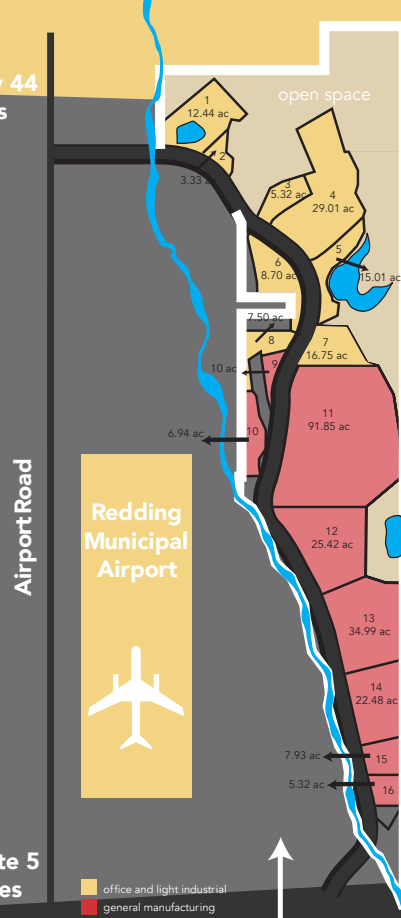 y 44
s
open space
1
12.44 ac
2
3.33 ac
3
5.32 ac
4
29.01 ac
5
15.01 ac
6
8.70 ac
7.50 ac
8
7
16.75 ac
9
10 ac
10
6.94 ac
11
91.85 ac
12
25.42 ac
13
34.99 ac
14
22.48 ac
7.93 ac
15
5.32 ac
16
Airport Road
Redding
Municipal
Airport
te 5
es
office and light industrial
general manufacturing